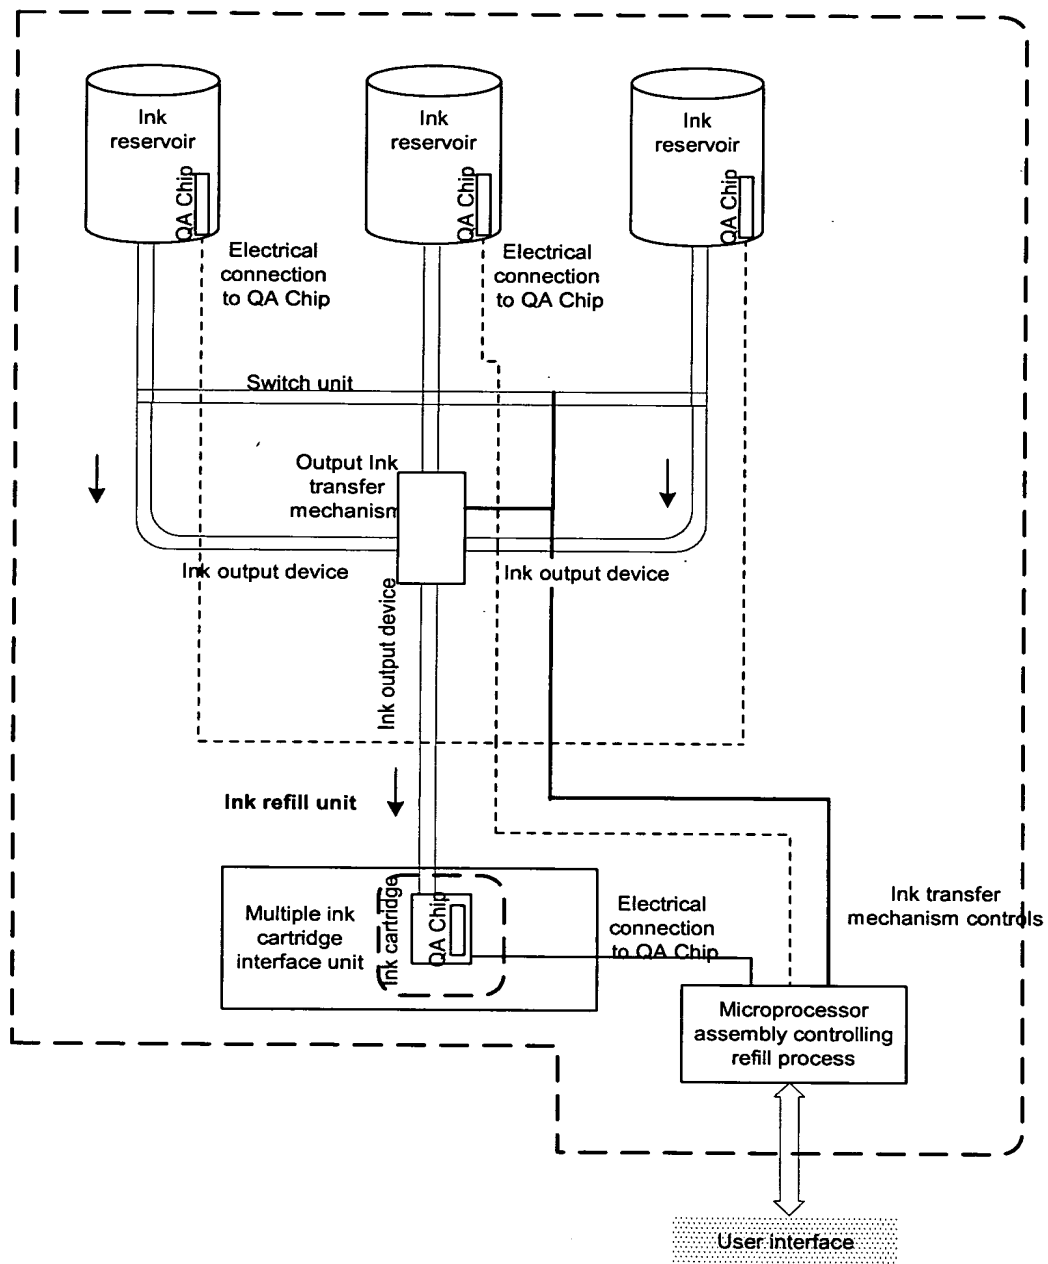 Ink
reservoir
QA Chip
Ink
reservoir
QA Chip
Ink
reservoir
QA Chip
Electrical
connection
to QA Chip
Electrical
connection
to QA Chip
Switch unit
Output Ink
transfer
mechanism
Ink output device
Ink output device
Ink output device
Ink refill unit
Multiple ink
cartridge
interface unit
Ink cartridge
QA Chip
Electrical
connection
to QA Chip
Ink transfer
mechanism controls
Microprocessor
assembly controlling
refill process
User interface